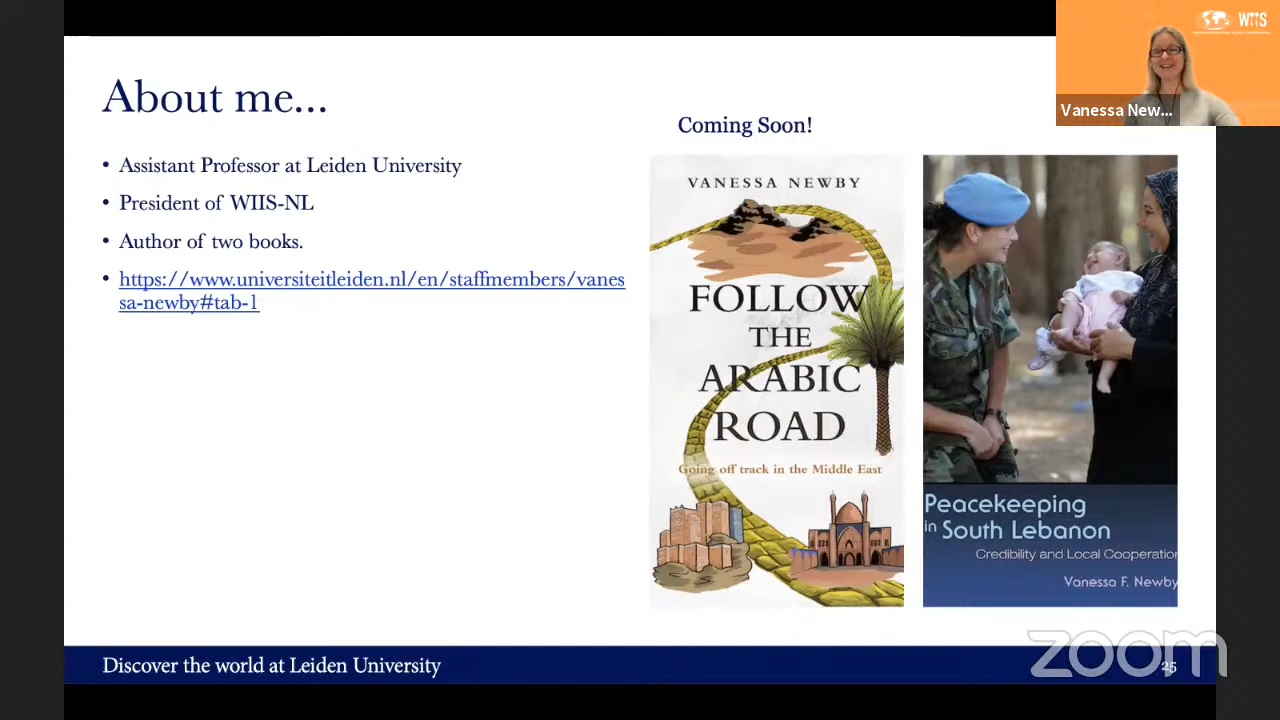 About me...
• Assistant Professor at Leiden University
• President of WIIS-NL
• Author of two books.
• https://www.universiteitleiden.nl/en/staffmembers/vanes
sa-newby#tab-1
Coming Soon!
VANESSA NEWBY
FOLLOW
THE
ARABIC
ROAD
Going off track in the Middle East
Peacekeeping
in South Lebanon
Credibility and Local Cooperation
Vanessa F. Newby
WIIS
Vanessa New...
Discover the world at Leiden University
25
zoom